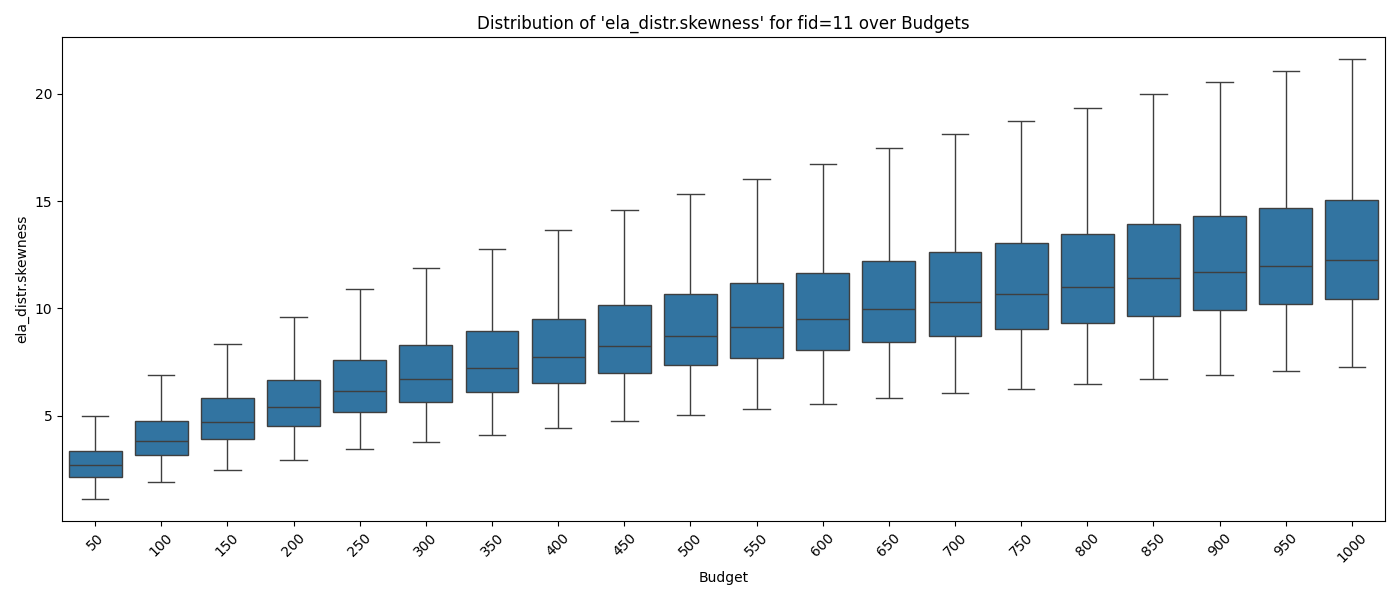 Distribution of 'ela_distr.skewness' for fid=11 over Budgets
ela_distr.skewness
20
15
10
5
50 100 150 200 250 300 350 400 450 500 550 600 650 700 750 800 850 900 950 1000
Budget